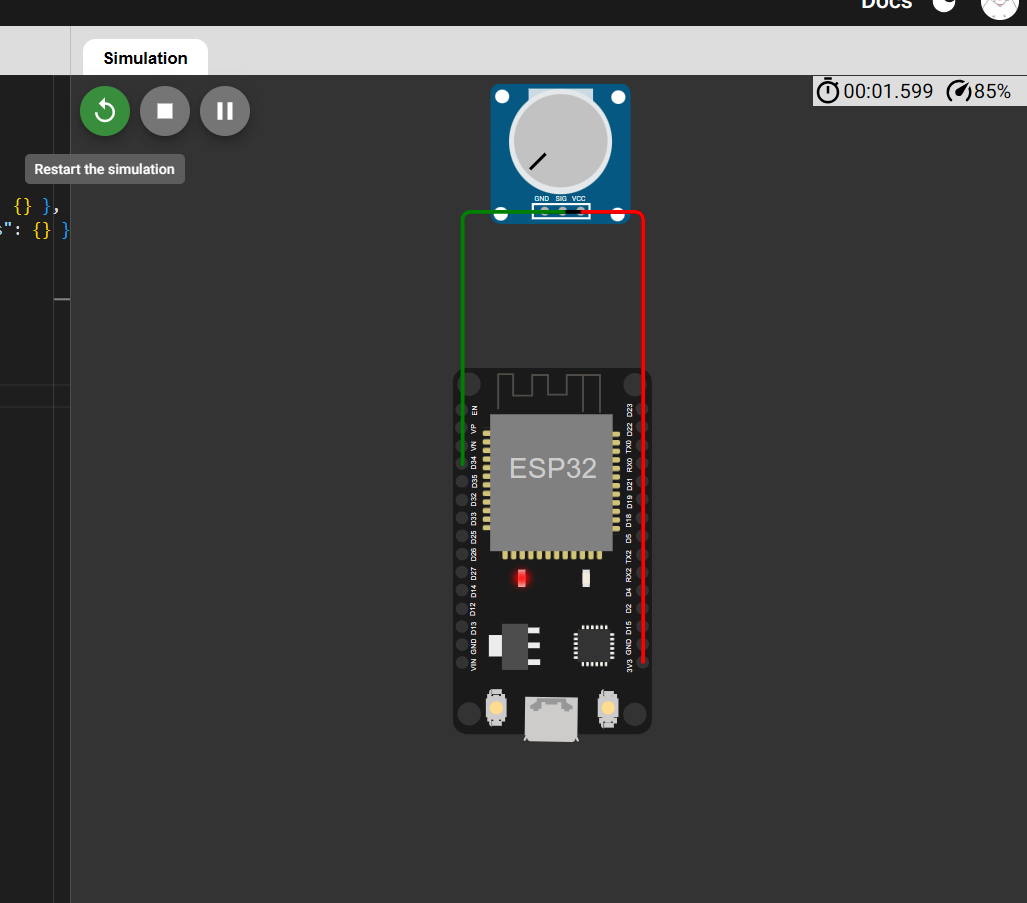 Docs
Simulation
00:01.599
85%
Restart the simulation
{} },
s": {} }
GND SIG VCC
ESP32
EN
VP
VN
D34
D35
D32
D33
D25
D26
D27
D14
D12
D13
GND
VIN
D23
D22
TX0
RX0
D21
D19
D18
D5
TX2
RX2
D4
D2
D15
GND
3V3